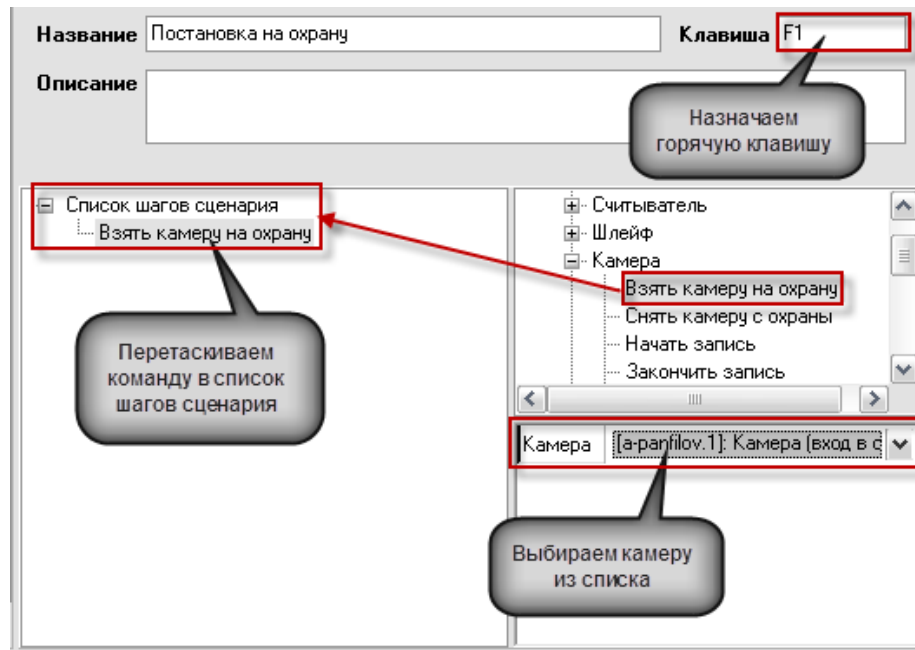 Название Постановка на охрану Клавиша F1
Описание
Назначаем
горячую клавишу
Список шагов сценария
Взять камеру на охрану
Считыватель
Шлейф
Камера
Взять камеру на охрану
Снять камеру с охраны
Начать запись
Закончить запись
Перетаскиваем
команду в список
шагов сценария
Камера [a-panfilov.1]: Камера (вход в с
Выбираем камеру
из списка